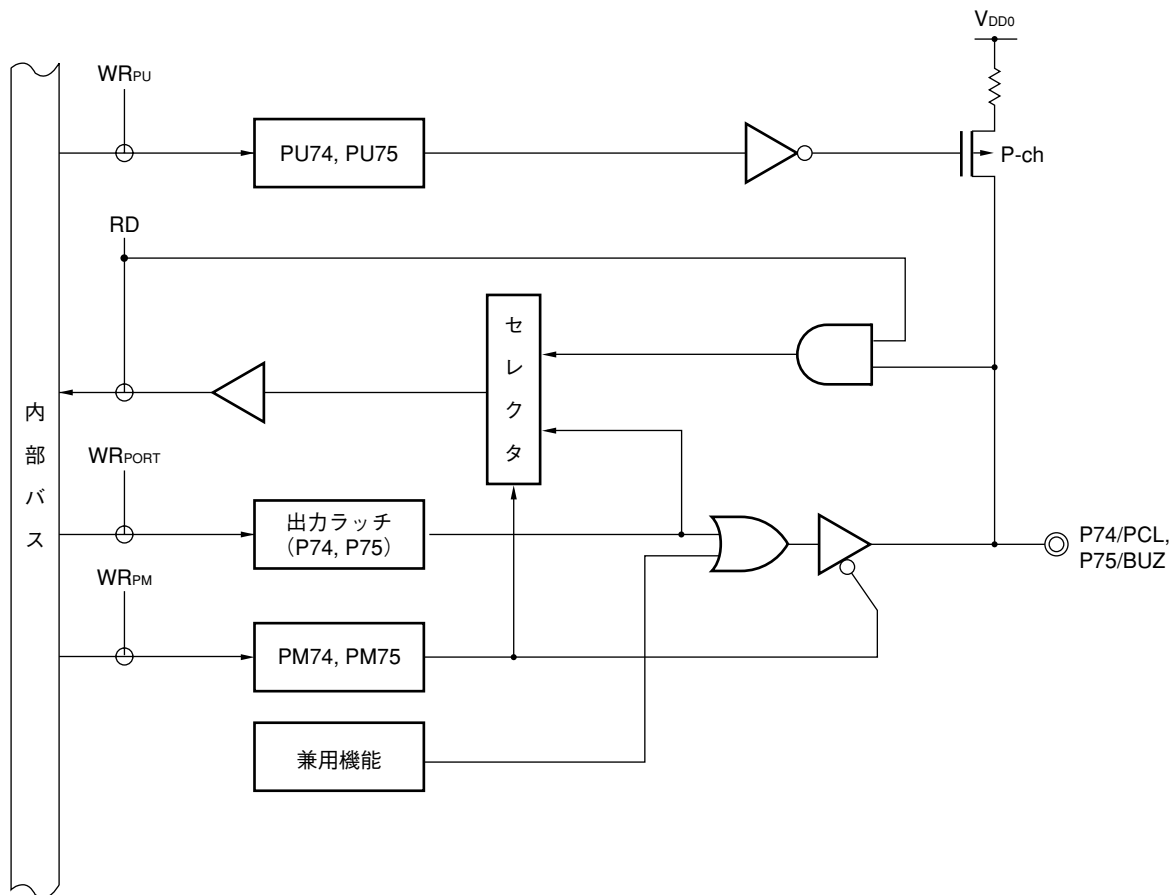 VDD0
WRPU
PU74, PU75
P-ch
RD
セレクタ
内部バス
WRPORT
出力ラッチ
（P74, P75）
P74/PCL,
P75/BUZ
WRPM
PM74, PM75
兼用機能